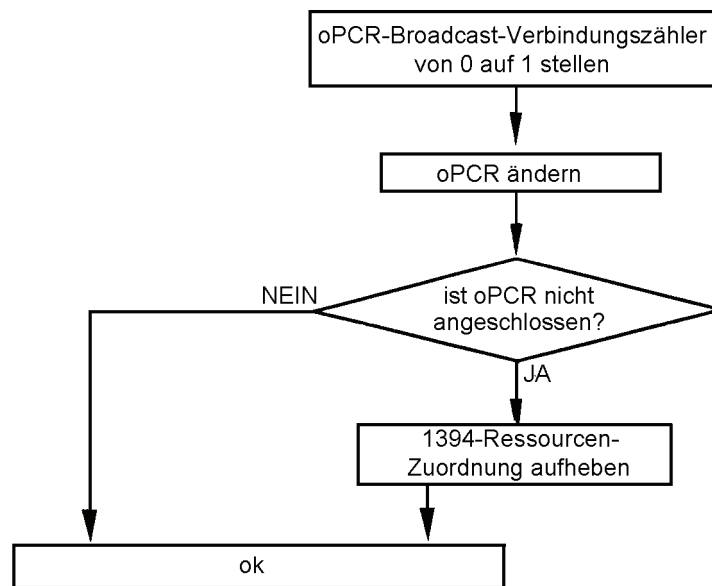 oPCR-Broadcast-Verbindungszähler
von 0 auf 1 stellen
oPCR ändern
NEIN
ist oPCR nicht
angeschlossen?
JA
1394-Ressourcen-
Zuordnung aufheben
ok